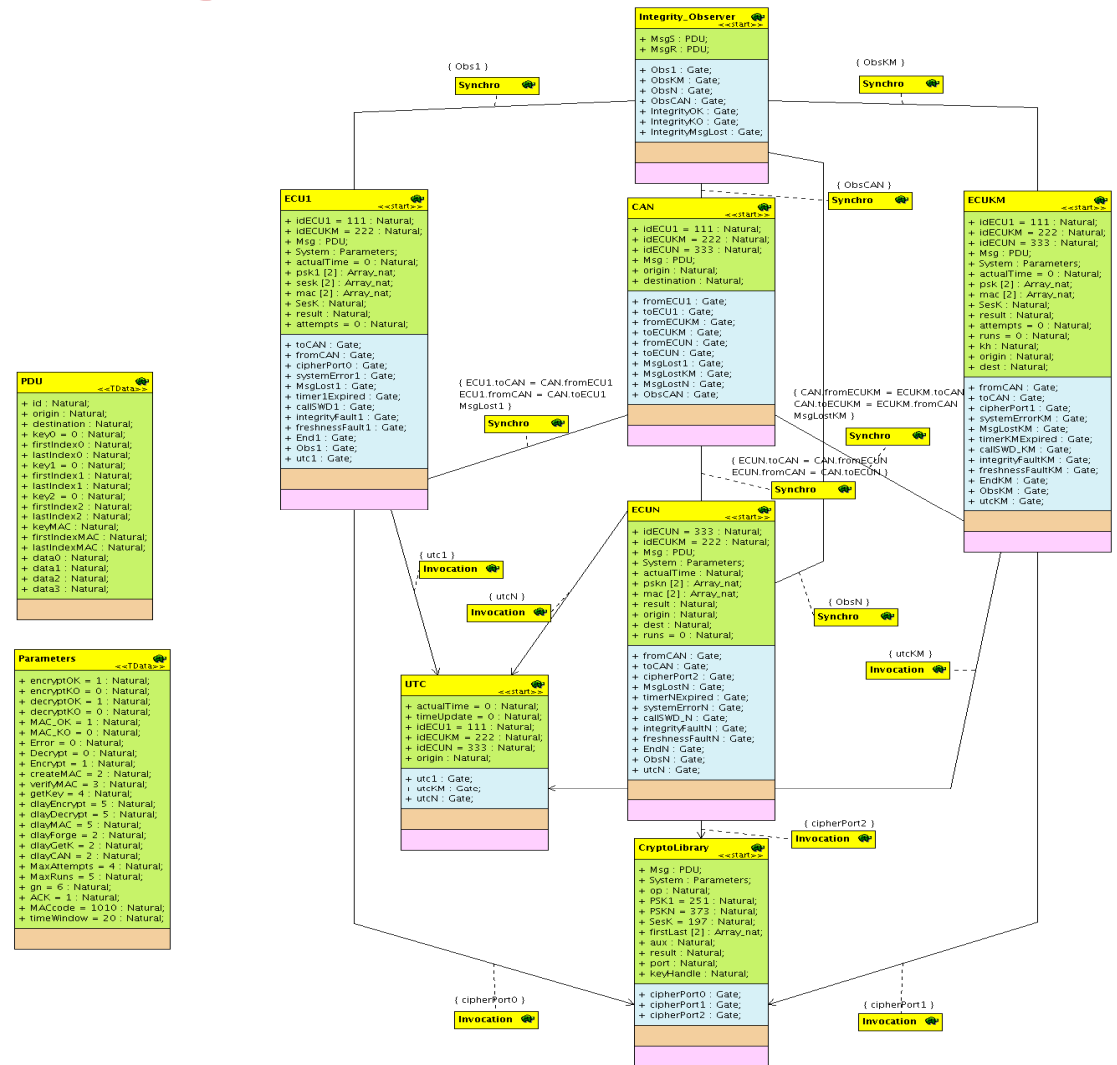 Integrity_Observer
<<start>>
+ MsgS : PDU;
+ MsgR : PDU;
+ Obs1 : Gate;
+ ObsKM : Gate;
+ ObsN : Gate;
+ ObsCAN : Gate;
+ IntegrityOK : Gate;
+ IntegrityKO : Gate;
+ IntegrityMsgLost : Gate;
{ Obs1 }
Synchro
{ ObsKM }
Synchro
{ ObsCAN }
Synchro
ECU1
<<start>>
+ idECU1 = 111 : Natural;
+ idECUKM = 222 : Natural;
+ Msg : PDU;
+ System : Parameters;
+ actualTime = 0 : Natural;
+ psk1 [2] : Array_nat;
+ sesk [2] : Array_nat;
+ mac [2] : Array_nat;
+ SesK : Natural;
+ result : Natural;
+ attempts = 0 : Natural;
+ toCAN : Gate;
+ fromCAN : Gate;
+ cipherPort0 : Gate;
+ systemError1 : Gate;
+ MsgLost1 : Gate;
+ timer1Expired : Gate;
+ callSWD1 : Gate;
+ integrityFault1 : Gate;
+ freshnessFault1 : Gate;
+ End1 : Gate;
+ Obs1 : Gate;
+ utc1 : Gate;
CAN
<<start>>
+ idECU1 = 111 : Natural;
+ idECUKM = 222 : Natural;
+ idECUN = 333 : Natural;
+ Msg : PDU;
+ origin : Natural;
+ destination : Natural;
+ fromECU1 : Gate;
+ toECU1 : Gate;
+ fromECUKM : Gate;
+ toECUKM : Gate;
+ fromECUN : Gate;
+ toECUN : Gate;
+ MsgLost1 : Gate;
+ MsgLostKM : Gate;
+ MsgLostN : Gate;
+ ObsCAN : Gate;
ECUKM
<<start>>
+ idECU1 = 111 : Natural;
+ idECUKM = 222 : Natural;
+ idECUN = 333 : Natural;
+ Msg : PDU;
+ System : Parameters;
+ actualTime = 0 : Natural;
+ psk [2] : Array_nat;
+ mac [2] : Array_nat;
+ SesK : Natural;
+ result : Natural;
+ attempts = 0 : Natural;
+ runs = 0 : Natural;
+ kh : Natural;
+ origin : Natural;
+ dest : Natural;
+ fromCAN : Gate;
+ toCAN : Gate;
+ cipherPort1 : Gate;
+ systemErrorKM : Gate;
+ MsgLostKM : Gate;
+ timerKMExpired : Gate;
+ callSWD_KM : Gate;
+ integrityFaultKM : Gate;
+ freshnessFaultKM : Gate;
+ EndKM : Gate;
+ ObsKM : Gate;
+ utcKM : Gate;
{ ECU1.toCAN = CAN.fromECU1
ECU1.fromCAN = CAN.toECU1
MsgLost1 }
Synchro
{ CAN.fromECUKM = ECUKM.toCAN
CAN.toECUKM = ECUKM.fromCAN
MsgLostKM }
Synchro
{ ECUN.toCAN = CAN.fromECUN
ECUN.fromCAN = CAN.toECUN }
Synchro
PDU
<<TData>>
+ id : Natural;
+ origin : Natural;
+ destination : Natural;
+ key0 = 0 : Natural;
+ firstIndex0 : Natural;
+ lastIndex0 : Natural;
+ key1 = 0 : Natural;
+ firstIndex1 : Natural;
+ lastIndex1 : Natural;
+ key2 = 0 : Natural;
+ firstIndex2 : Natural;
+ lastIndex2 : Natural;
+ keyMAC : Natural;
+ firstIndexMAC : Natural;
+ lastIndexMAC : Natural;
+ data0 : Natural;
+ data1 : Natural;
+ data2 : Natural;
+ data3 : Natural;
ECUN
<<start>>
+ idECUN = 333 : Natural;
+ idECUKM = 222 : Natural;
+ Msg : PDU;
+ System : Parameters;
+ actualTime : Natural;
+ pskn [2] : Array_nat;
+ mac [2] : Array_nat;
+ result : Natural;
+ origin : Natural;
+ dest : Natural;
+ runs = 0 : Natural;
+ fromCAN : Gate;
+ toCAN : Gate;
+ cipherPort2 : Gate;
+ MsgLostN : Gate;
+ timerNExpired : Gate;
+ systemErrorN : Gate;
+ callSWD_N : Gate;
+ integrityFaultN : Gate;
+ freshnessFaultN : Gate;
+ EndN : Gate;
+ ObsN : Gate;
+ utcN : Gate;
{ utc1 }
Invocation
{ utcN }
Invocation
{ ObsN }
Synchro
{ utcKM }
Invocation
Parameters
<<TData>>
+ encryptOK = 1 : Natural;
+ encryptKO = 0 : Natural;
+ decryptOK = 1 : Natural;
+ decryptKO = 0 : Natural;
+ MAC_OK = 1 : Natural;
+ MAC_KO = 0 : Natural;
+ Error = 0 : Natural;
+ Decrypt = 0 : Natural;
+ Encrypt = 1 : Natural;
+ createMAC = 2 : Natural;
+ verifyMAC = 3 : Natural;
+ getKey = 4 : Natural;
+ dlayEncrypt = 5 : Natural;
+ dlayDecrypt = 5 : Natural;
+ dlayMAC = 5 : Natural;
+ dlayForge = 2 : Natural;
+ dlayGetK = 2 : Natural;
+ dlayCAN = 2 : Natural;
+ MaxAttempts = 4 : Natural;
+ MaxRuns = 5 : Natural;
+ gn = 6 : Natural;
+ ACK = 1 : Natural;
+ MACcode = 1010 : Natural;
+ timeWindow = 20 : Natural;
UTC
<<start>>
+ actualTime = 0 : Natural;
+ timeUpdate = 0 : Natural;
+ idECU1 = 111 : Natural;
+ idECUKM = 222 : Natural;
+ idECUN = 333 : Natural;
+ origin : Natural;
+ utc1 : Gate;
+ utcKM : Gate;
+ utcN : Gate;
{ cipherPort2 }
Invocation
CryptoLibrary
<<start>>
+ Msg : PDU;
+ System : Parameters;
+ op : Natural;
+ PSK1 = 251 : Natural;
+ PSKN = 373 : Natural;
+ SesK = 197 : Natural;
+ firstLast [2] : Array_nat;
+ aux : Natural;
+ result : Natural;
+ port : Natural;
+ keyHandle : Natural;
+ cipherPort0 : Gate;
+ cipherPort1 : Gate;
+ cipherPort2 : Gate;
{ cipherPort0 }
Invocation
{ cipherPort1 }
Invocation